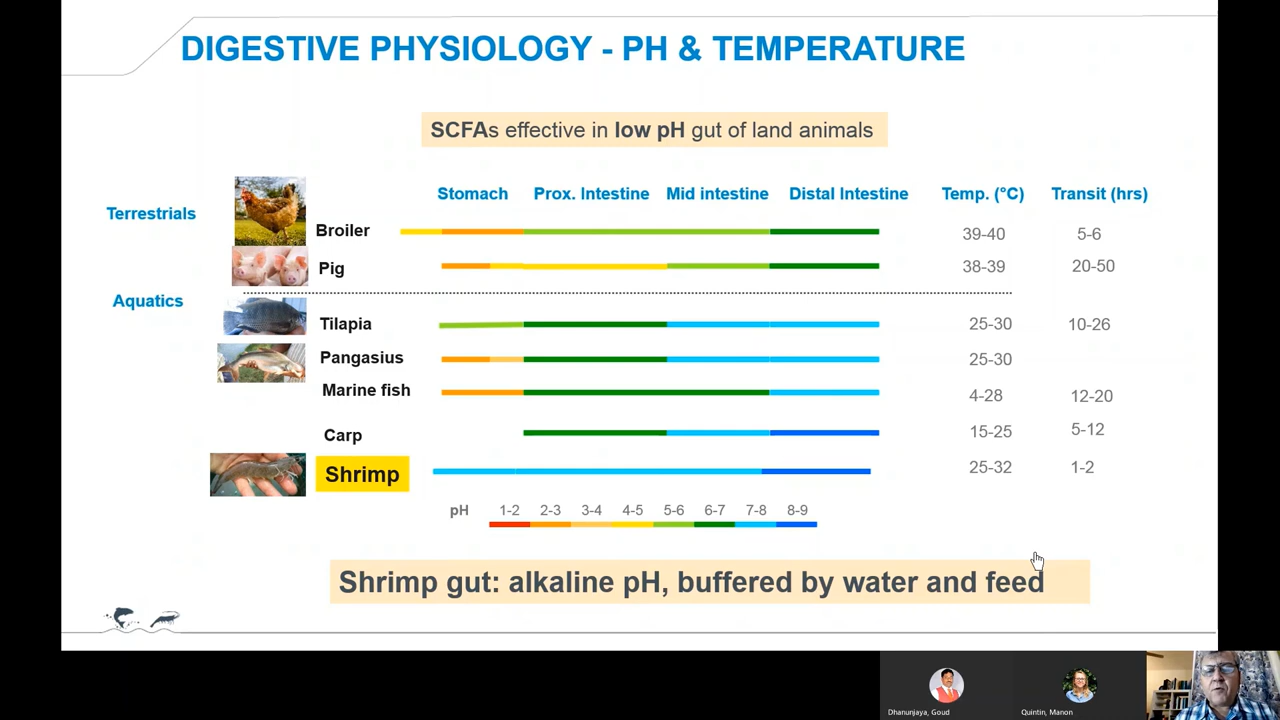 DIGESTIVE PHYSIOLOGY - PH & TEMPERATURE
SCFAs effective in low pH gut of land animals
Stomach Prox. Intestine Mid intestine Distal Intestine Temp. (°C) Transit (hrs)
Terrestrials
Broiler 39-40 5-6
Pig 38-39 20-50
Aquatics
Tilapia 25-30 10-26
Pangasius 25-30
Marine fish 4-28 12-20
Carp 15-25 5-12
Shrimp 25-32 1-2
pH 1-2 2-3 3-4 4-5 5-6 6-7 7-8 8-9
Shrimp gut: alkaline pH, buffered by water and feed
Dhanunjaya, Goud Quintin, Manon